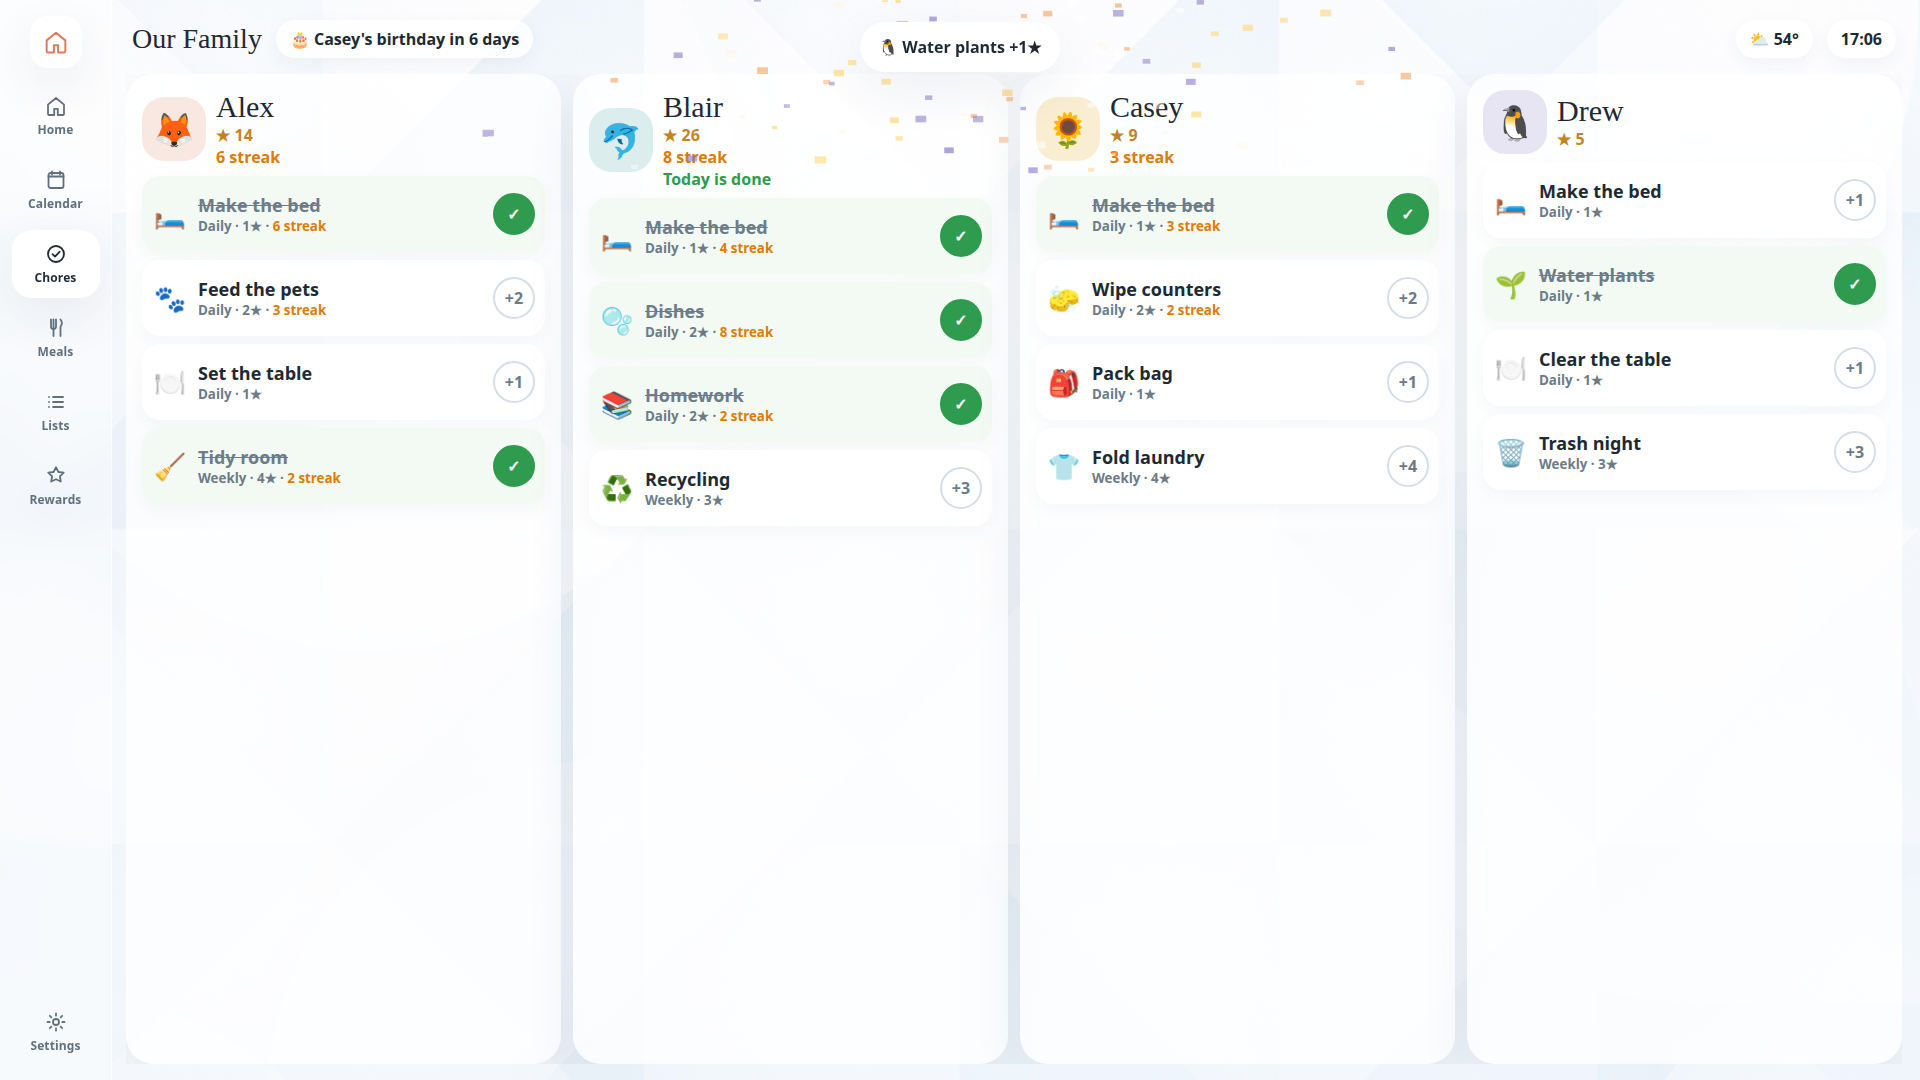 Our Family
🎂 Casey's birthday in 6 days
🐧 Water plants +1★
⛅ 54°
17:06
Home
Calendar
Chores
Meals
Lists
Rewards
Settings
Alex
★ 14
6 streak
Make the bed
Daily · 1★ · 6 streak
✓
Feed the pets
Daily · 2★ · 3 streak
+2
Set the table
Daily · 1★
+1
Tidy room
Weekly · 4★ · 2 streak
✓
Blair
★ 26
8 streak
Today is done
Make the bed
Daily · 1★ · 4 streak
✓
Dishes
Daily · 2★ · 8 streak
✓
Homework
Daily · 2★ · 2 streak
✓
Recycling
Weekly · 3★
+3
Casey
★ 9
3 streak
Make the bed
Daily · 1★ · 3 streak
✓
Wipe counters
Daily · 2★ · 2 streak
+2
Pack bag
Daily · 1★
+1
Fold laundry
Weekly · 4★
+4
Drew
★ 5
Make the bed
Daily · 1★
+1
Water plants
Daily · 1★
✓
Clear the table
Daily · 1★
+1
Trash night
Weekly · 3★
+3